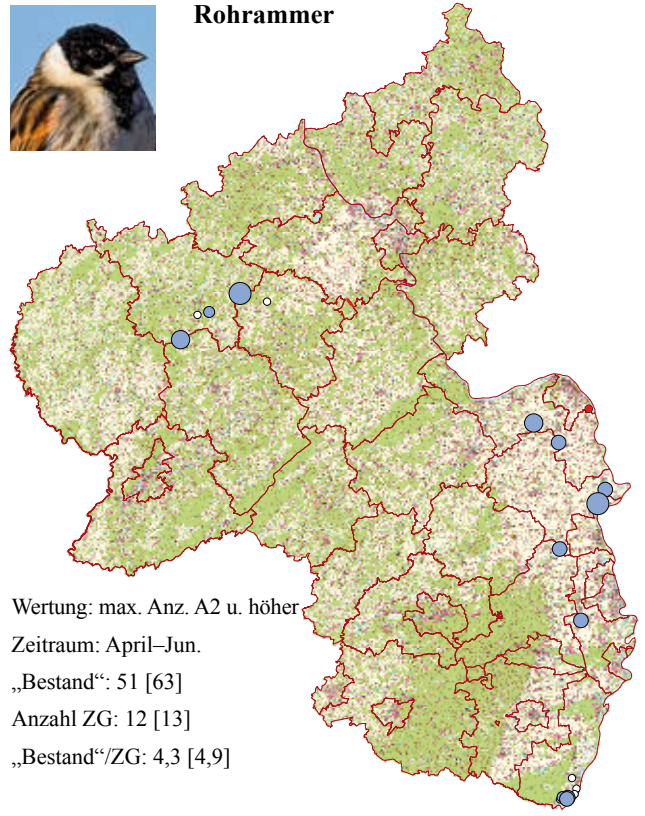 Rohrammer
Wertung: max. Anz. A2 u. höher
Zeitraum: April–Jun.
„Bestand“: 51 [63]
Anzahl ZG: 12 [13]
„Bestand“/ZG: 4,3 [4,9]